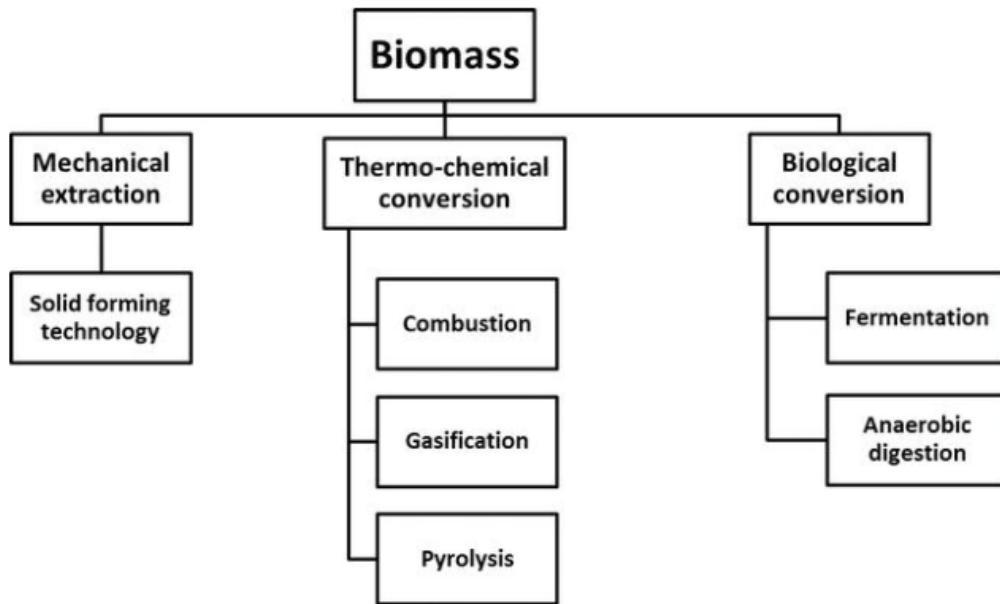 Biomass
Mechanical
extraction
Thermo-chemical
conversion
Biological
conversion
Solid forming
technology
Combustion
Gasification
Pyrolysis
Fermentation
Anaerobic
digestion